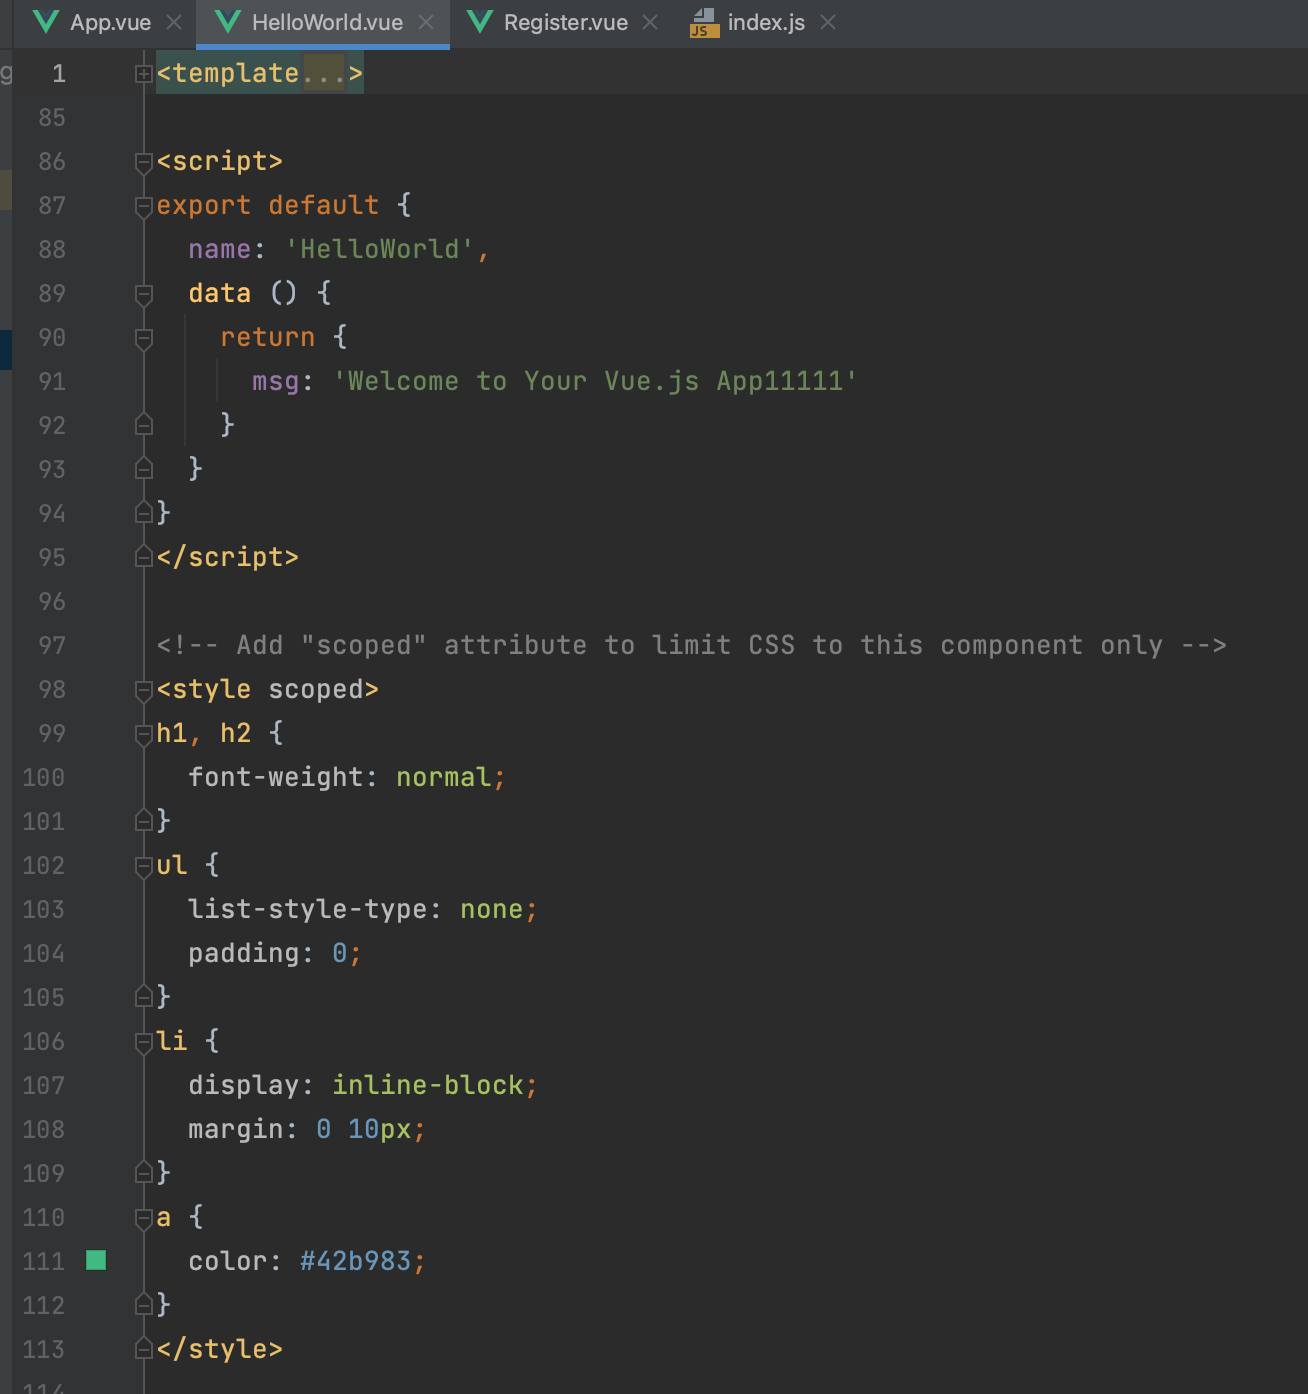 App.vue HelloWorld.vue Register.vue index.js
1 <template...>
85
86 <script>
87 export default {
88   name: 'HelloWorld',
89   data () {
90     return {
91       msg: 'Welcome to Your Vue.js App11111'
92     }
93   }
94 }
95 </script>
96
97 <!-- Add "scoped" attribute to limit CSS to this component only -->
98 <style scoped>
99 h1, h2 {
100   font-weight: normal;
101 }
102 ul {
103   list-style-type: none;
104   padding: 0;
105 }
106 li {
107   display: inline-block;
108   margin: 0 10px;
109 }
110 a {
111   color: #42b983;
112 }
113 </style>
114